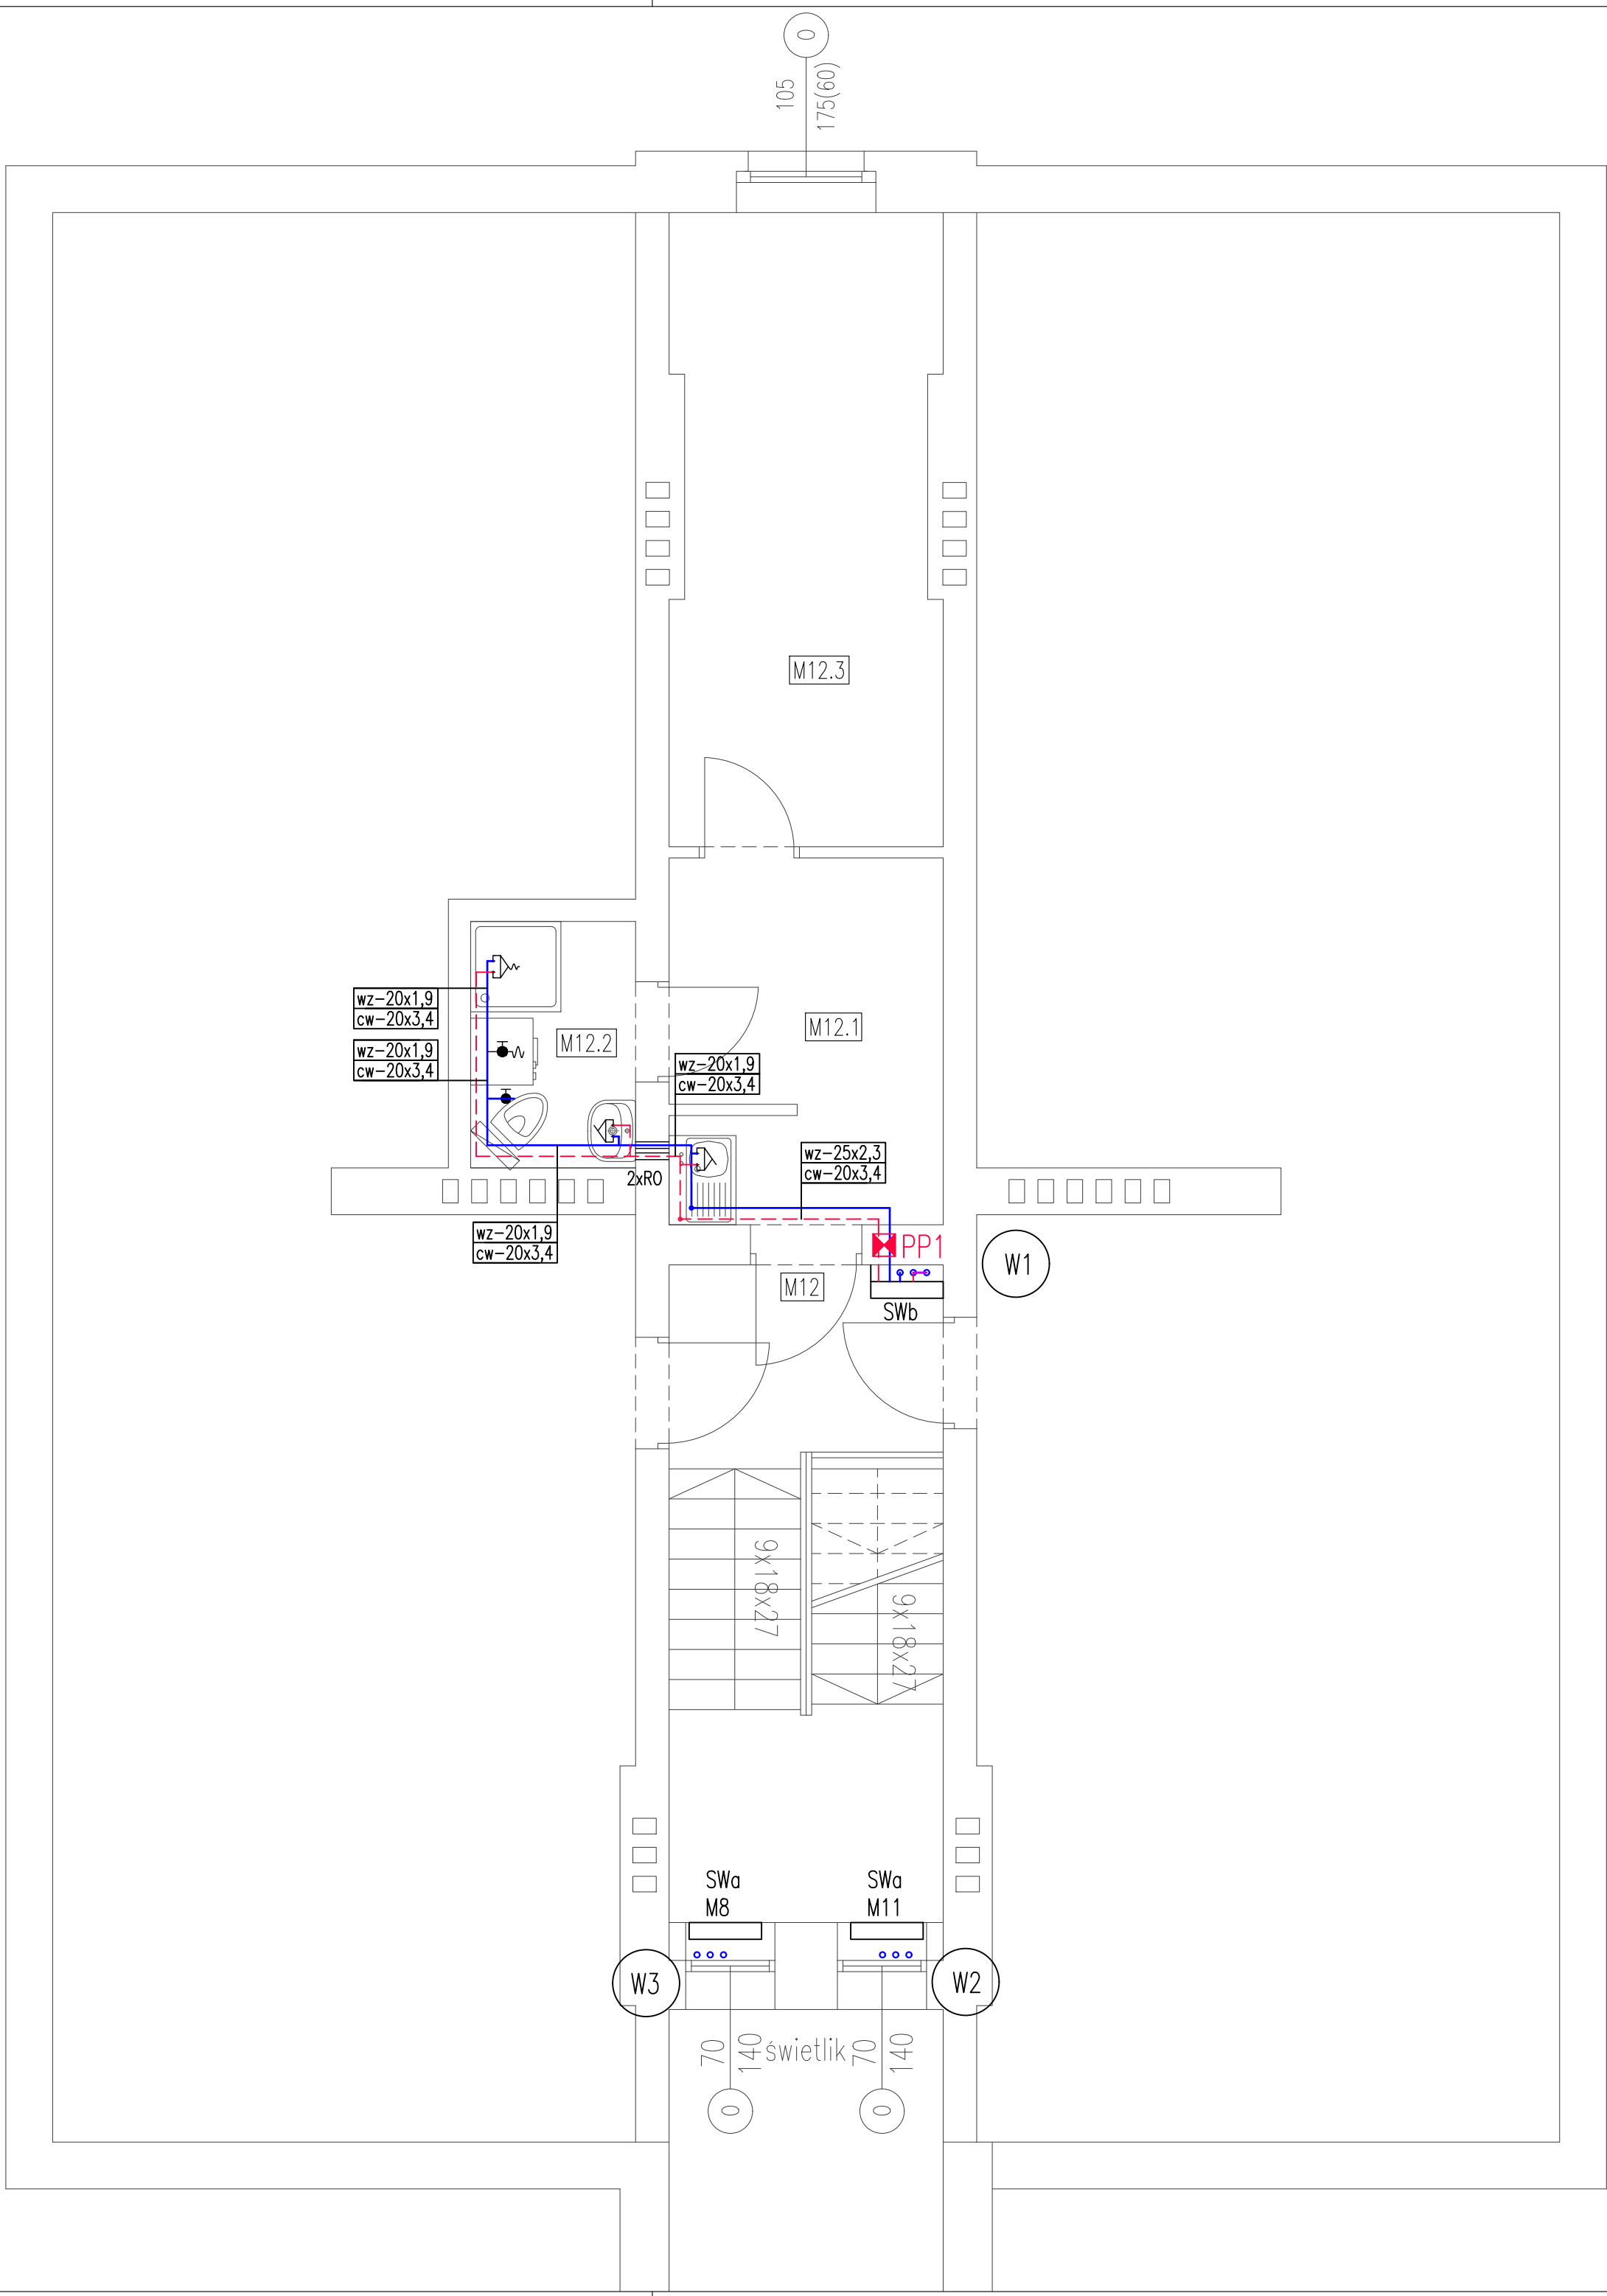 0
105
175(60)
M12.3
wz-20x1,9
cw-20x3,4
M12.1
M12.2
wz-20x1,9
cw-20x3,4
wz-20x1,9
cw-20x3,4
wz-25x2,3
cw-20x3,4
2xRO
wz-20x1,9
cw-20x3,4
PP1
W1
M12
SWb
9x18x27
9x18x27
SWa
M8
SWa
M11
W3
W2
70
140
świetlik
70
140
0
0